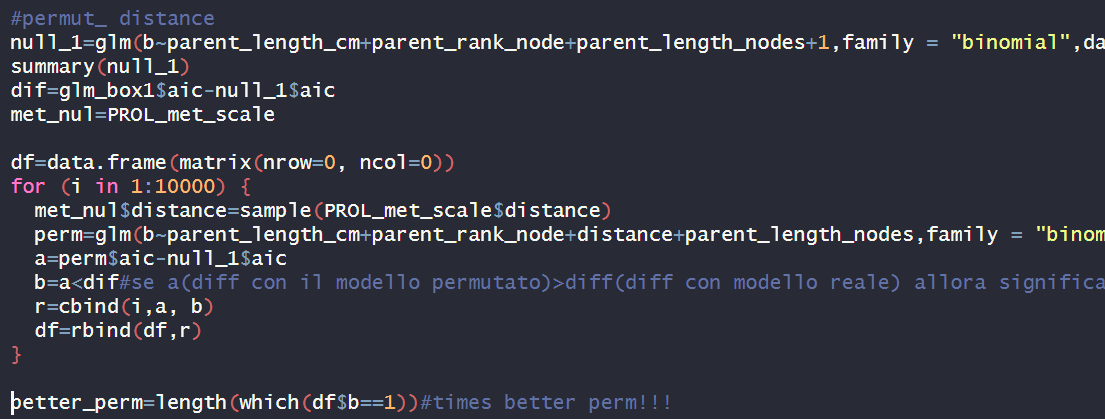 #permut_ distance
null_1=glm(b~parent_length_cm+parent_rank_node+parent_length_nodes+1,family = "binomial",da
summary(null_1)
dif=glm_box1$aic-null_1$aic
met_nul=PROL_met_scale
df=data.frame(matrix(nrow=0, ncol=0))
for (i in 1:10000) {
met_nul$distance=sample(PROL_met_scale$distance)
perm=glm(b~parent_length_cm+parent_rank_node+distance+parent_length_nodes,family = "binom
a=perm$aic-null_1$aic
b=a<dif#se a(diff con il modello permutato)>diff(diff con modello reale) allora significa
r=cbind(i,a, b)
df=rbind(df,r)
}
better_perm=length(which(df$b==1))#times better perm!!!